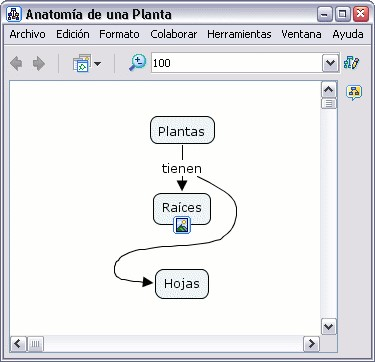 Anatomía de una Planta
Archivo Edición Formato Colaborar Herramientas Ventana Ayuda
100
Plantas
tienen
Raíces
Hojas